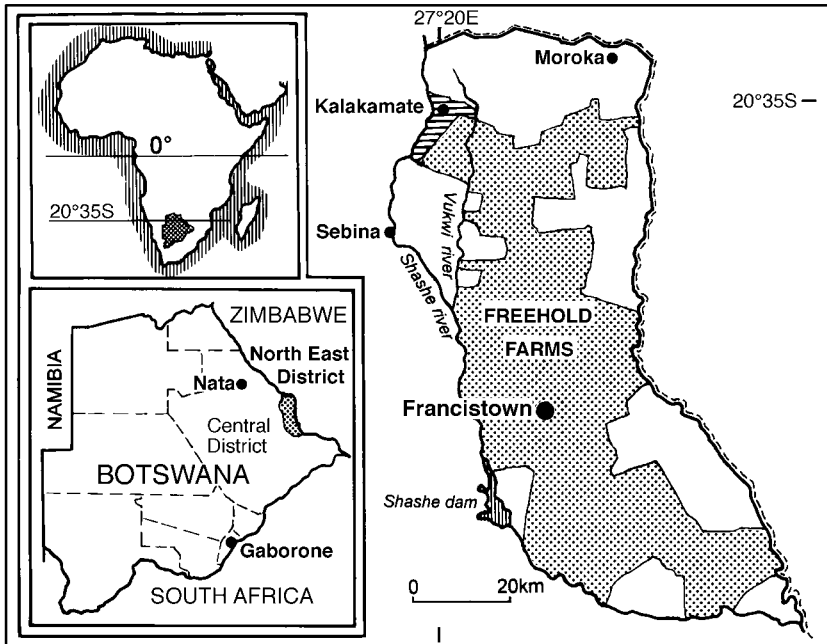 0°
20°35S
ZIMBABWE
North East
District
NAMIBIA
Nata
Central
District
BOTSWANA
Gaborone
SOUTH AFRICA
27°20E
Moroka
20°35S
Kalakamate
Sebina
Vukwi river
Shashe river
FREEHOLD
FARMS
Francistown
Shashe dam
0 20km